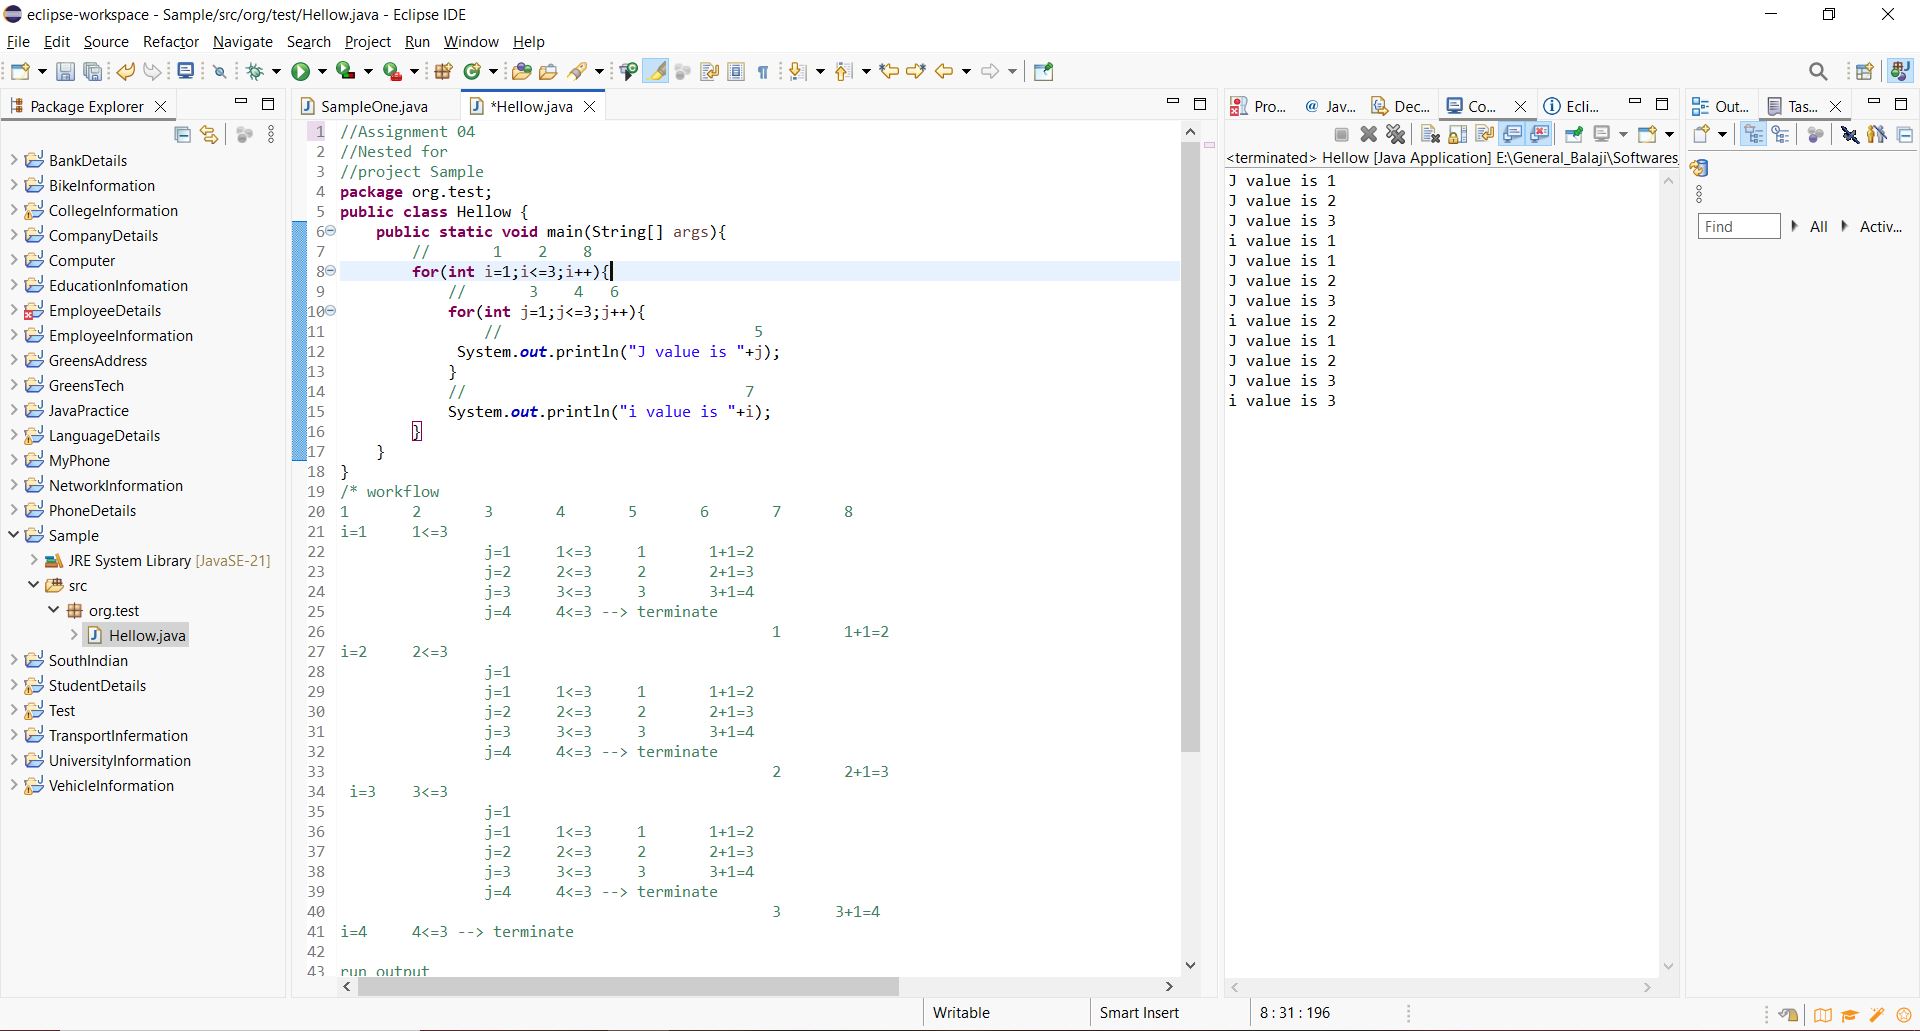 eclipse-workspace - Sample/src/org/test/Hellow.java - Eclipse IDE
File Edit Source Refactor Navigate Search Project Run Window Help
Package Explorer
BankDetails
BikeInformation
CollegeInformation
CompanyDetails
Computer
EducationInfomation
EmployeeDetails
EmployeeInformation
GreensAddress
GreensTech
JavaPractice
LanguageDetails
MyPhone
NetworkInformation
PhoneDetails
Sample
JRE System Library [JavaSE-21]
src
org.test
Hellow.java
SouthIndian
StudentDetails
Test
TransportInfermation
UniversityInformation
VehicleInformation
SampleOne.java *Hellow.java
1 //Assignment 04
2 //Nested for
3 //project Sample
4 package org.test;
5 public class Hellow {
6 public static void main(String[] args){
7 // 1 2 8
8 for(int i=1;i<=3;i++){
9 // 3 4 6
10 for(int j=1;j<=3;j++){
11 // 5
12 System.out.println("J value is "+j);
13 }
14 // 7
15 System.out.println("i value is "+i);
16 }
17 }
18 }
19 /* workflow
20 1 2 3 4 5 6 7 8
21 i=1 1<=3
22 j=1 1<=3 1 1+1=2
23 j=2 2<=3 2 2+1=3
24 j=3 3<=3 3 3+1=4
25 j=4 4<=3 --> terminate
26 1 1+1=2
27 i=2 2<=3
28 j=1
29 j=1 1<=3 1 1+1=2
30 j=2 2<=3 2 2+1=3
31 j=3 3<=3 3 3+1=4
32 j=4 4<=3 --> terminate
33 2 2+1=3
34 i=3 3<=3
35 j=1
36 j=1 1<=3 1 1+1=2
37 j=2 2<=3 2 2+1=3
38 j=3 3<=3 3 3+1=4
39 j=4 4<=3 --> terminate
40 3 3+1=4
41 i=4 4<=3 --> terminate
42
43 run output
Pro... Jav... Dec... Co... Ecli...
<terminated> Hellow [Java Application] E:\General_Balaji\Softwares
J value is 1
J value is 2
J value is 3
i value is 1
J value is 1
J value is 2
J value is 3
i value is 2
J value is 1
J value is 2
J value is 3
i value is 3
Out... Tas...
Find All Activ...
Writable Smart Insert 8 : 31 : 196